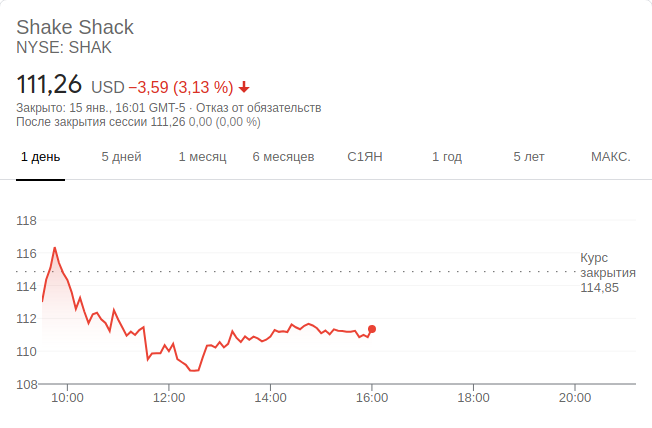 Shake Shack
NYSE: SHAK
111,26 USD −3,59 (3,13 %)
Закрыто: 15 янв., 16:01 GMT-5 · Отказ от обязательств
После закрытия сессии 111,26 0,00 (0,00 %)
1 день 5 дней 1 месяц 6 месяцев С1ЯН 1 год 5 лет МАКС.
118
116
114
112
110
108
Курс
закрытия
114,85
10:00 12:00 14:00 16:00 18:00 20:00